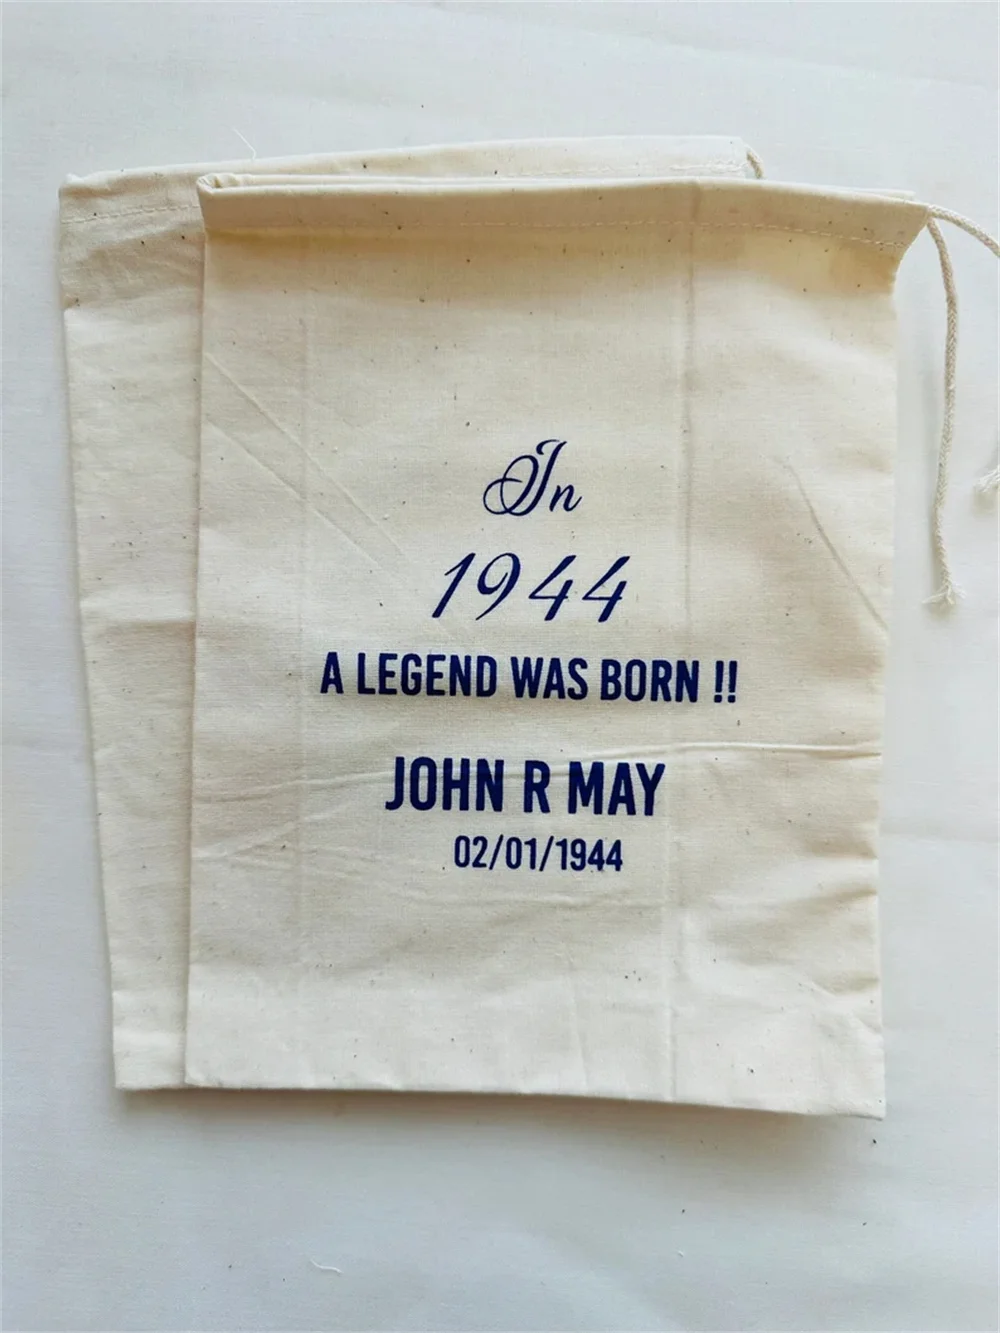 In
1944
A LEGEND WAS BORN !!
JOHN R MAY
02/01/1944